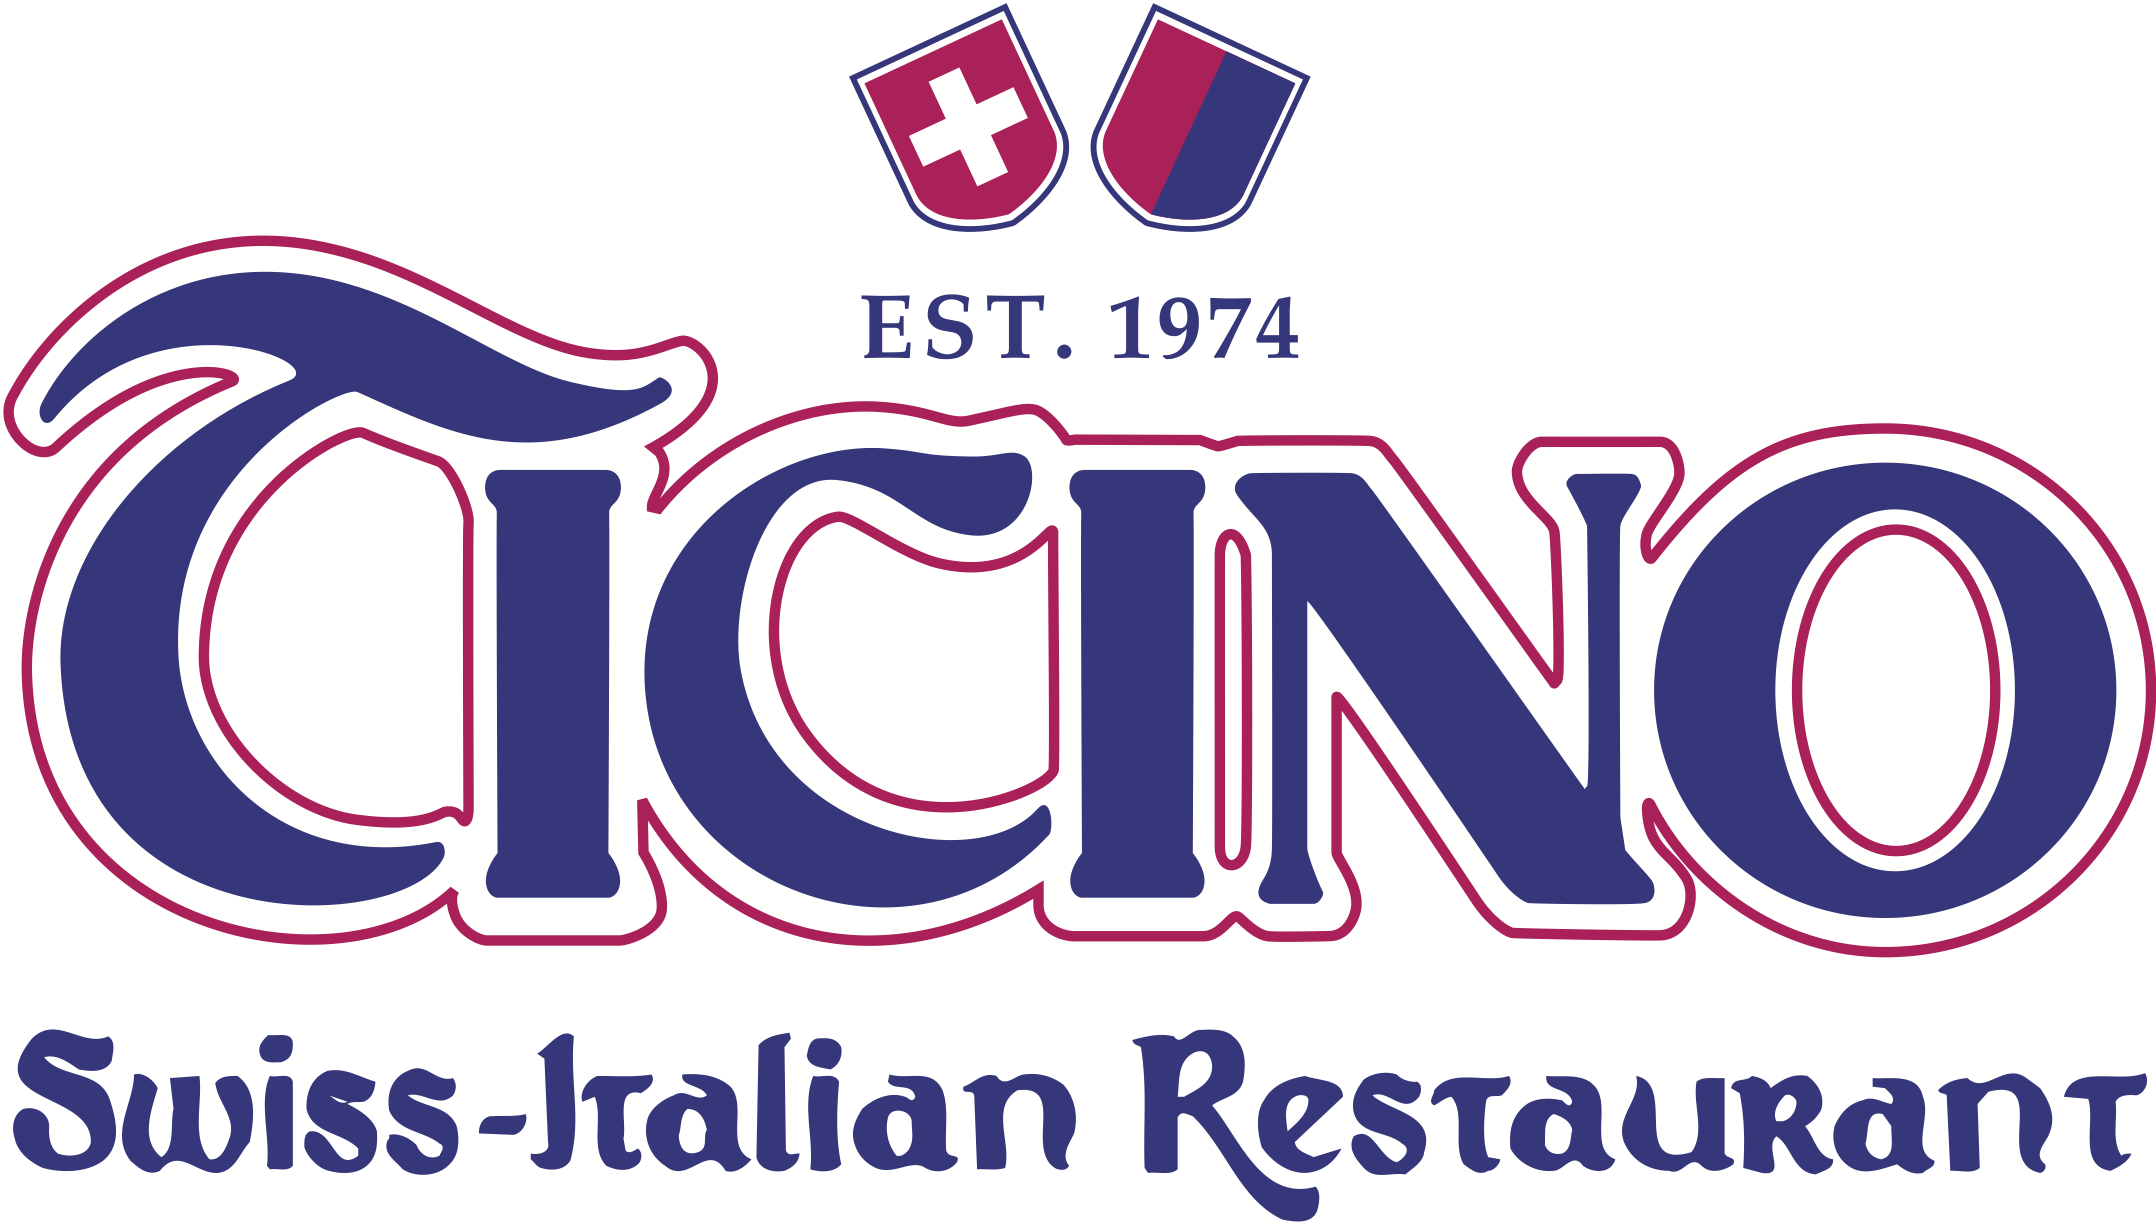 EST. 1974
TICINO
Swiss-Italian Restaurant